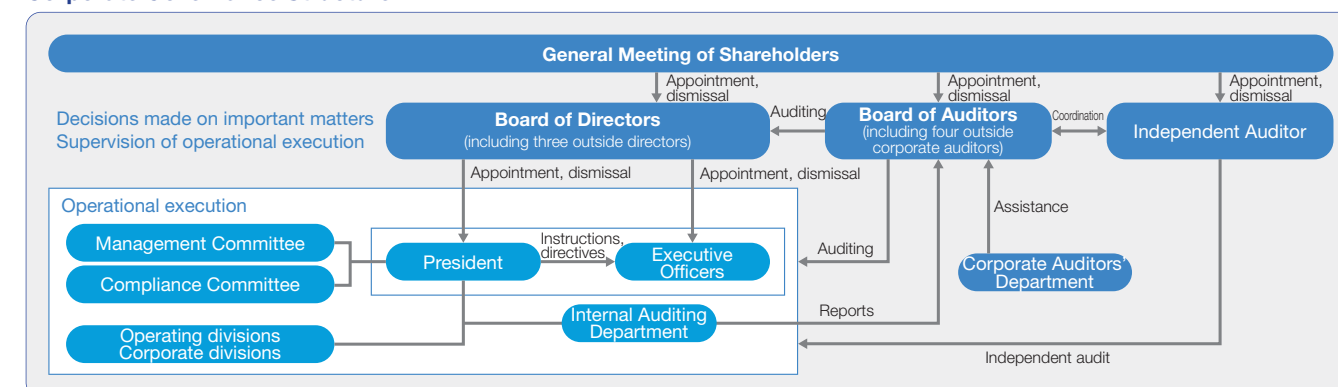 General Meeting of Shareholders
Appointment,
dismissal
Appointment,
dismissal
Appointment,
dismissal
Decisions made on important matters
Supervision of operational execution
Board of Directors
(including three outside directors)
Auditing
Board of Auditors
(including four outside
corporate auditors)
Coordination
Independent Auditor
Appointment, dismissal
Appointment, dismissal
Operational execution
Assistance
Management Committee
Compliance Committee
President
Instructions,
directives
Executive
Officers
Auditing
Corporate Auditors'
Department
Operating divisions
Corporate divisions
Internal Auditing
Department
Reports
Independent audit